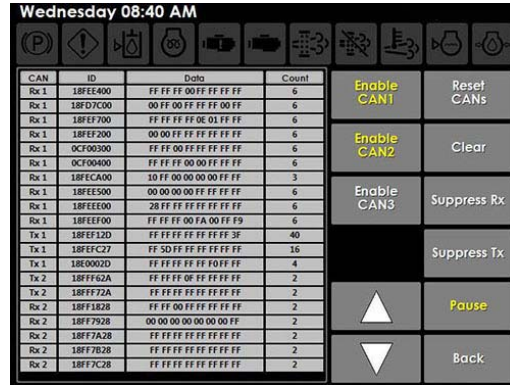 Wednesday 08:40 AM
CAN ID Data Count
Rx 1 18FEE400 FF FF FF 00 FF FF FF FF 6
Rx 1 18FD7C00 00 FF 00 FF FF FF 00 FF 6
Rx 1 18FEF700 FF FF FF FF 0E 01 FF FF 6
Rx 1 18FEF200 00 00 FF FF FF FF FF FF 6
Rx 1 0CF00300 FF FF 00 FF FF FF FF FF 6
Rx 1 0CF00400 FF FF FF 00 00 FF FF FF 6
Rx 1 18FECA00 10 FF 00 00 00 00 FF FF 3
Rx 1 18FEE500 00 00 00 00 FF FF FF FF 6
Rx 1 18FEEE00 28 FF FF FF FF FF FF FF 6
Rx 1 18FEEF00 FF FF FF 00 FA 00 FF F9 6
Tx 1 18FEF12D FF FF FF FF FF FF FF 3F 40
Tx 1 18FEFC27 FF 5D FF FF FF FF FF FF 16
Tx 1 18E0002D FF FF FF FF FF F0 FF FF 4
Tx 2 18FFF62A FF FF FF 0F FF FF FF FF 2
Tx 2 18FFF72A FF FF FF FF FF FF FF FF 2
Rx 2 18FF1828 FF FF 00 FF FF FF FF FF 2
Rx 2 18FF7928 00 00 00 00 00 00 00 FF 2
Rx 2 18FF7A28 FF FF FF FF FF FF FF FF 2
Rx 2 18FF7B28 FF FF FF FF FF FF FF FF 2
Rx 2 18FF7C28 FF FF FF FF FF FF FF FF 2
Enable
CAN1
Reset
CANs
Enable
CAN2
Clear
Enable
CAN3
Suppress Rx
Suppress Tx
Pause
Back
(P)